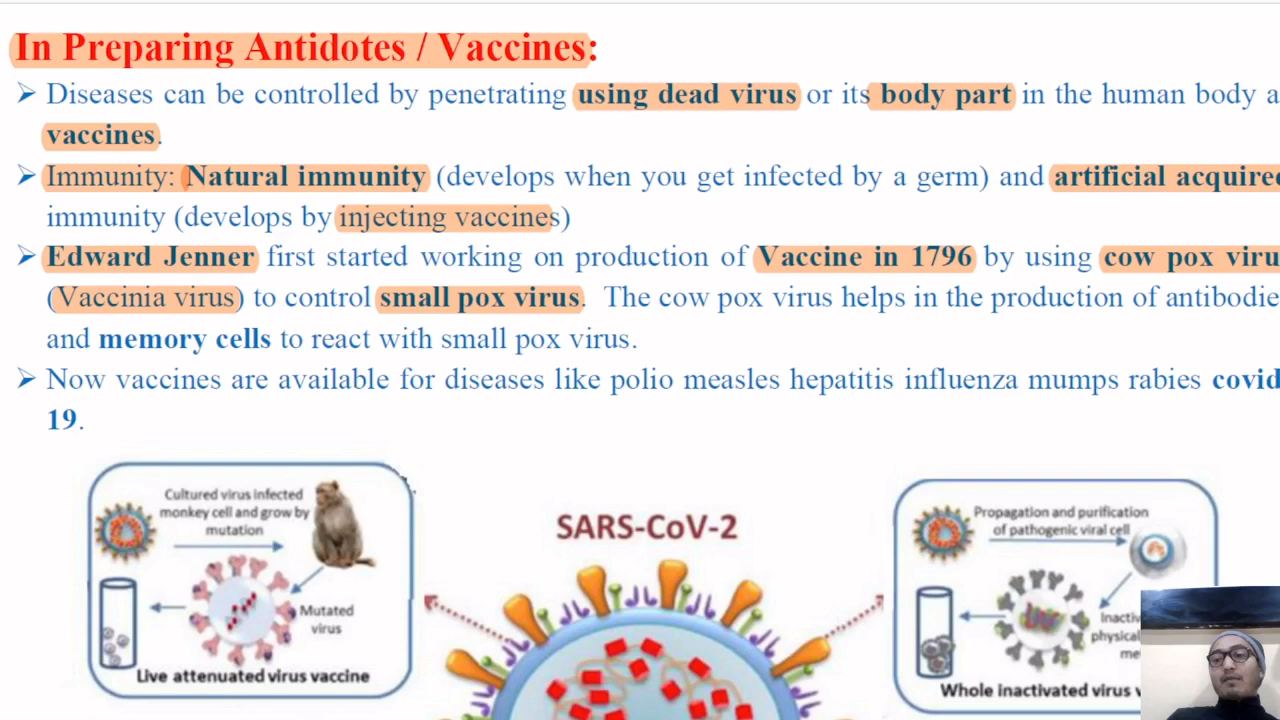 In Preparing Antidotes / Vaccines:
➢ Diseases can be controlled by penetrating using dead virus or its body part in the human body a
vaccines.
➢ Immunity: Natural immunity (develops when you get infected by a germ) and artificial acquired
immunity (develops by injecting vaccines)
➢ Edward Jenner first started working on production of Vaccine in 1796 by using cow pox viru
(Vaccinia virus) to control small pox virus. The cow pox virus helps in the production of antibodie
and memory cells to react with small pox virus.
➢ Now vaccines are available for diseases like polio measles hepatitis influenza mumps rabies covid
19.
Cultured virus infected
monkey cell and grow by
mutation
Mutated
virus
Live attenuated virus vaccine
SARS-CoV-2
Propagation and purification
of pathogenic viral cell
Inactiv
physical
me
Whole inactivated virus v